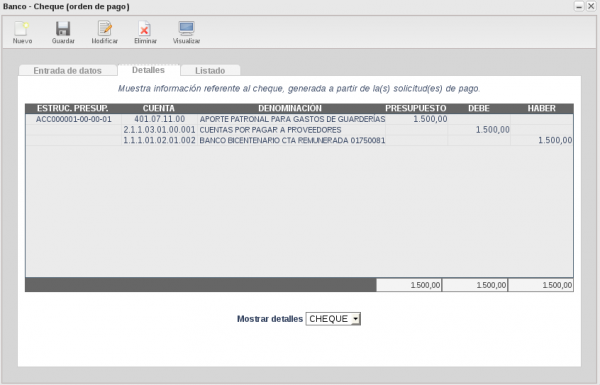 Banco - Cheque (orden de pago)
Nuevo Guardar Modificar Eliminar Visualizar
Entrada de datos Detalles Listado
Muestra información referente al cheque, generada a partir de la(s) solicitud(es) de pago.
ESTRUC. PRESUP. CUENTA DENOMINACIÓN PRESUPUESTO DEBE HABER
ACC000001-00-00-01 401.07.11.00 APORTE PATRONAL PARA GASTOS DE GUARDERÍAS 1.500,00
2.1.1.03.01.00.001 CUENTAS POR PAGAR A PROVEEDORES 1.500,00
1.1.1.01.02.01.002 BANCO BICENTENARIO CTA REMUNERADA 01750081 1.500,00
1.500,00 1.500,00 1.500,00
Mostrar detalles CHEQUE